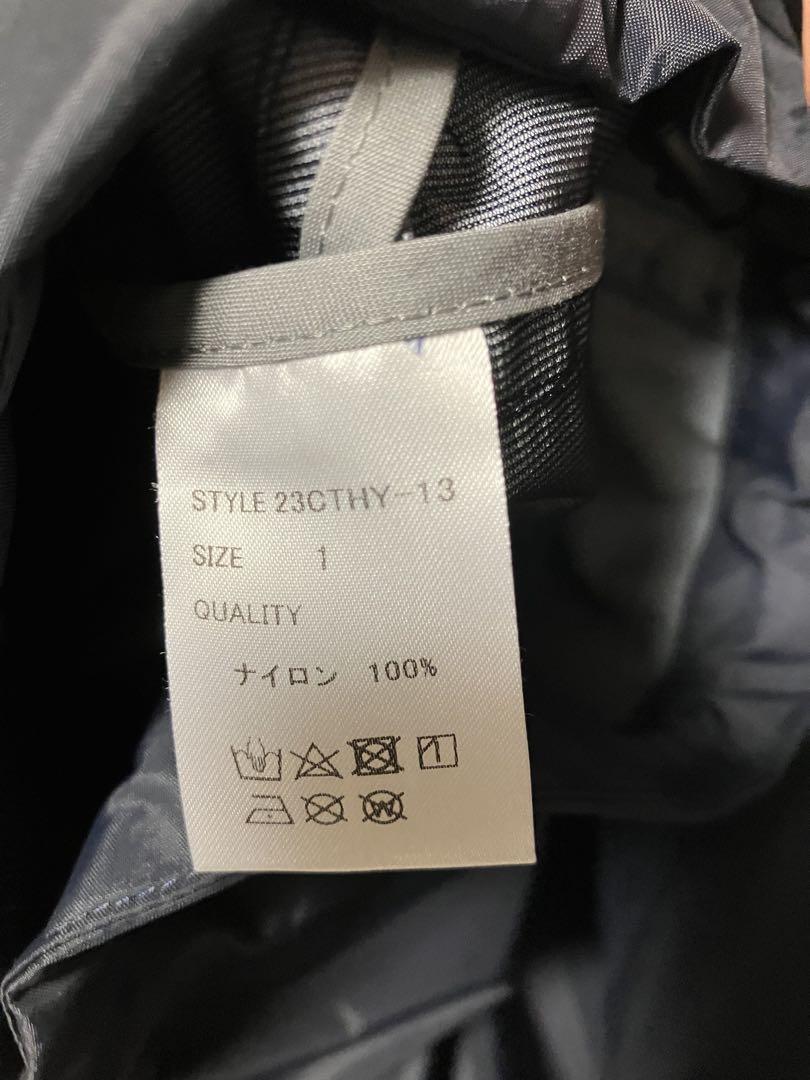 STYLE 23CTHY-13
SIZE 1
QUALITY
ナイロン 100%